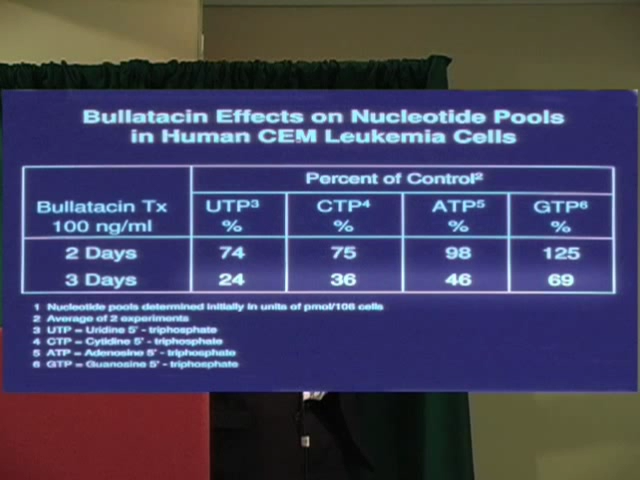 Bullatacin Effects on Nucleotide Pools
in Human CEM Leukemia Cells
Percent of Control²
Bullatacin Tx
100 ng/ml
UTP³ CTP⁴ ATP⁵ GTP⁶
% % % %
2 Days 74 75 98 125
3 Days 24 36 46 69
1 Nucleotide pools determined initially in units of pmol/106 cells
2 Average of 2 experiments
3 UTP = Uridine 5' - triphosphate
4 CTP = Cytidine 5' - triphosphate
5 ATP = Adenosine 5' - triphosphate
6 GTP = Guanosine 5' - triphosphate